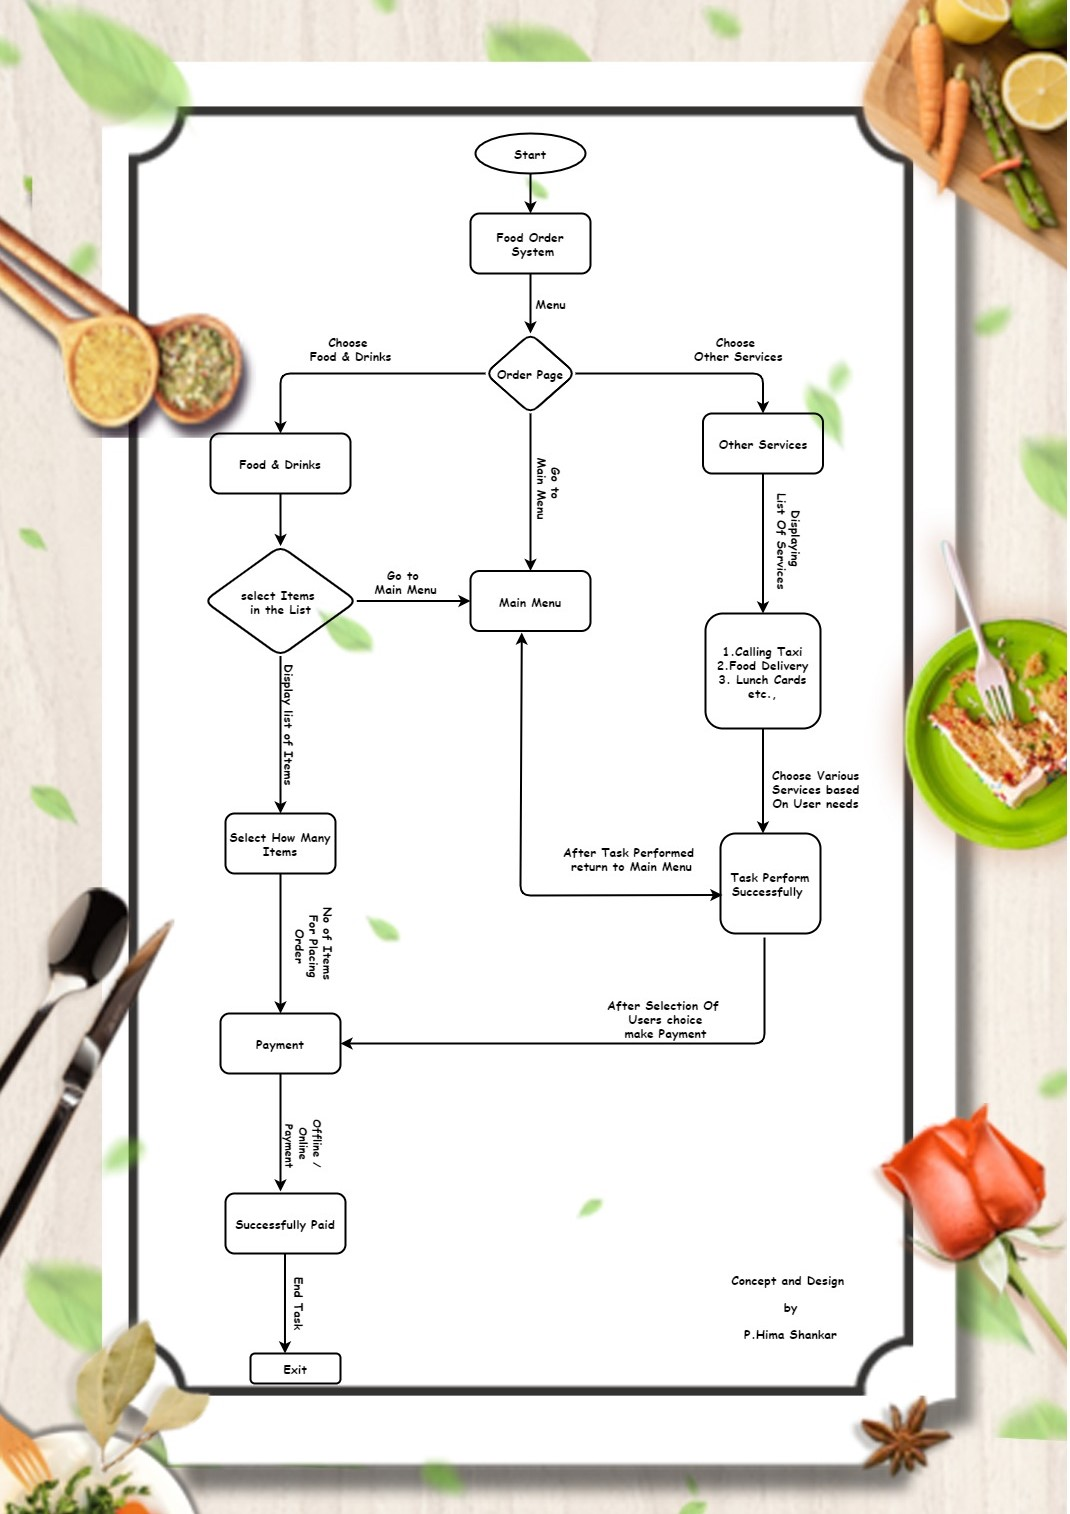 Start
Food Order
System
Menu
Choose
Food & Drinks
Choose
Other Services
Order Page
Food & Drinks
Go to
Main Menu
Other Services
Displaying
List Of Services
select Items
in the List
Go to
Main Menu
Main Menu
1.Calling Taxi
2.Food Delivery
3. Lunch Cards
etc.,
Display list of Items
Choose Various
Services based
On User needs
Select How Many
Items
After Task Performed
return to Main Menu
Task Perform
Successfully
No of Items
For Placing
Order
After Selection Of
Users choice
make Payment
Payment
Offline /
Online
Payment
Successfully Paid
End Task
Exit
Concept and Design
by
P.Hima Shankar